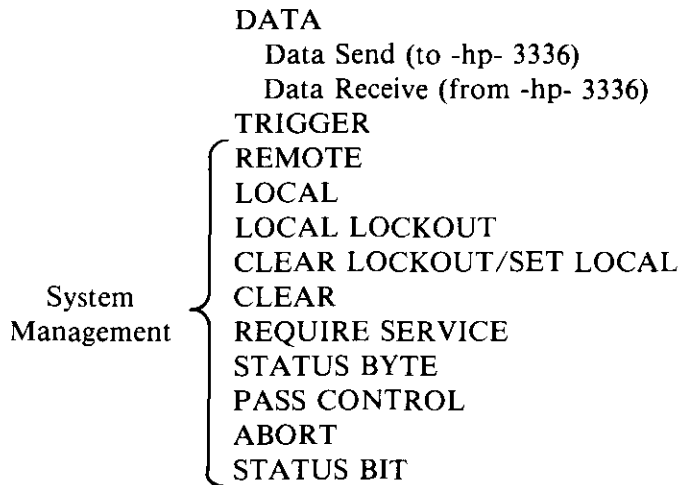 DATA
Data Send (to -hp- 3336)
Data Receive (from -hp- 3336)
TRIGGER
REMOTE
LOCAL
LOCAL LOCKOUT
CLEAR LOCKOUT/SET LOCAL
System
Management
CLEAR
REQUIRE SERVICE
STATUS BYTE
PASS CONTROL
ABORT
STATUS BIT